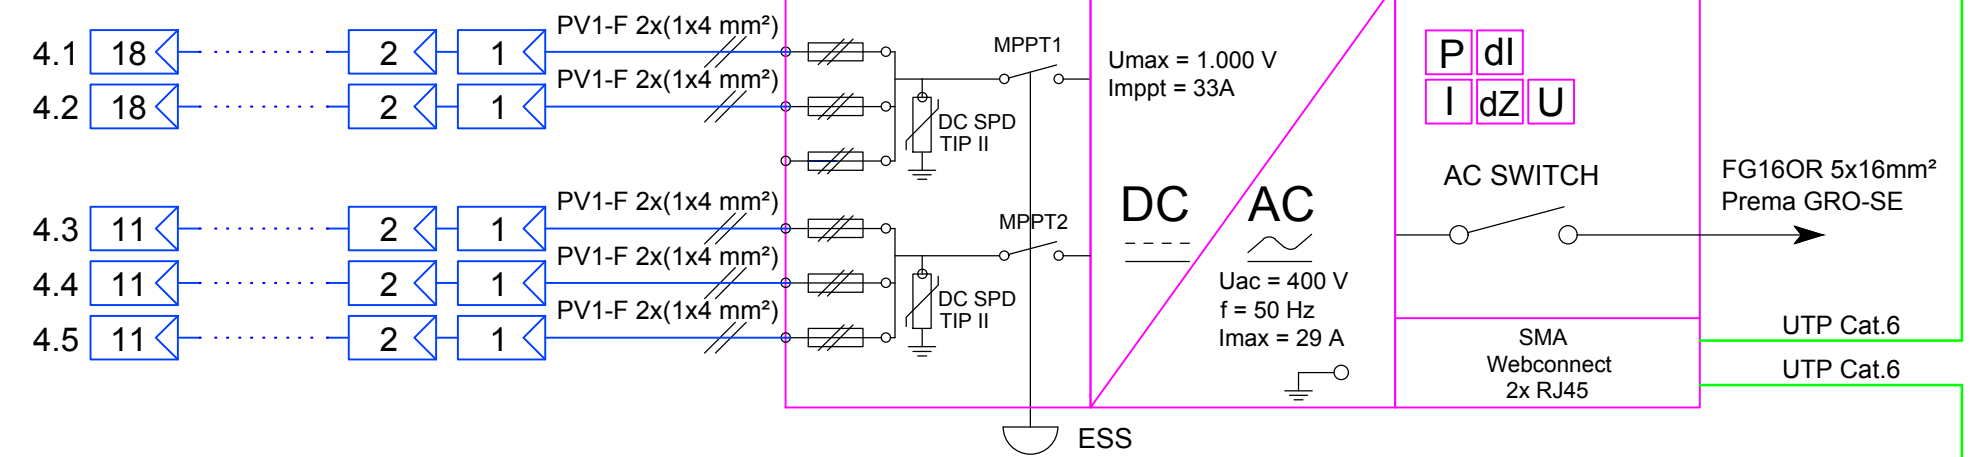 4.1 18 2 1 PV1-F 2x(1x4 mm²)
4.2 18 2 1 PV1-F 2x(1x4 mm²)
4.3 11 2 1 PV1-F 2x(1x4 mm²)
4.4 11 2 1 PV1-F 2x(1x4 mm²)
4.5 11 2 1 PV1-F 2x(1x4 mm²)
MPPT1
DC SPD
TIP II
MPPT2
DC SPD
TIP II
ESS
Umax = 1.000 V
Imppt = 33A
DC
AC
Uac = 400 V
f = 50 Hz
Imax = 29 A
P dI
I dZ U
AC SWITCH
SMA
Webconnect
2x RJ45
FG16OR 5x16mm²
Prema GRO-SE
UTP Cat.6
UTP Cat.6